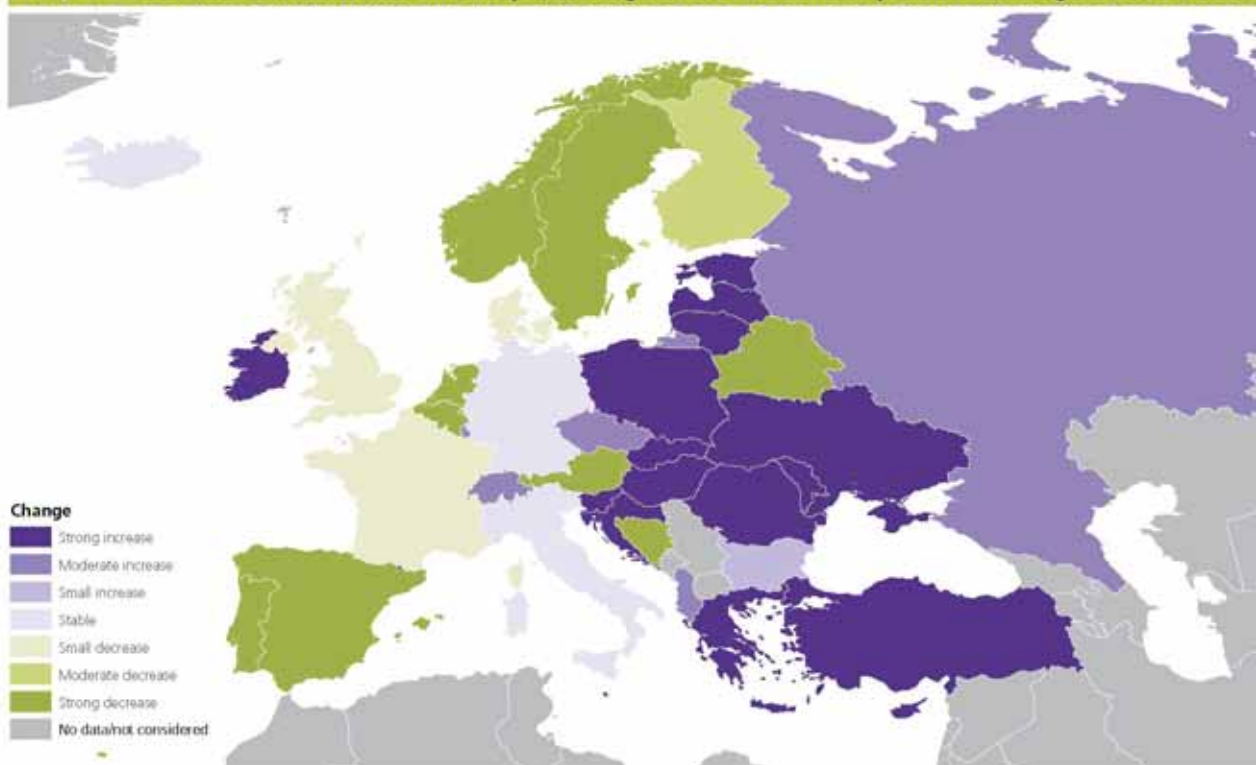 Change
Strong increase
Moderate increase
Small increase
Stable
Small decrease
Moderate decrease
Strong decrease
No data/not considered